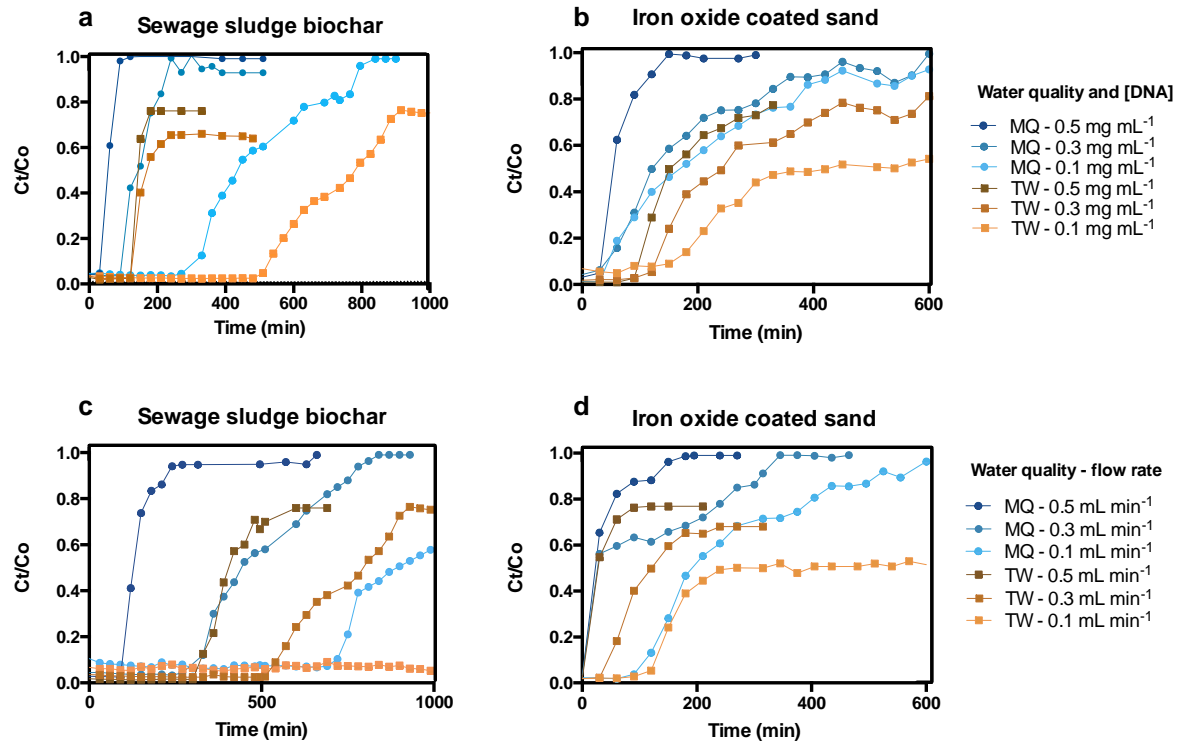 a
Sewage sludge biochar
Ct/Co
1.0
0.8
0.6
0.4
0.2
0.0
0
200
400
600
800
1000
Time (min)
b
Iron oxide coated sand
Ct/Co
1.0
0.8
0.6
0.4
0.2
0.0
0
200
400
600
Time (min)
Water quality and [DNA]
MQ - 0.5 mg mL⁻¹
MQ - 0.3 mg mL⁻¹
MQ - 0.1 mg mL⁻¹
TW - 0.5 mg mL⁻¹
TW - 0.3 mg mL⁻¹
TW - 0.1 mg mL⁻¹
c
Sewage sludge biochar
Ct/Co
1.0
0.8
0.6
0.4
0.2
0.0
0
500
1000
Time (min)
d
Iron oxide coated sand
Ct/Co
1.0
0.8
0.6
0.4
0.2
0.0
0
200
400
600
Time (min)
Water quality - flow rate
MQ - 0.5 mL min⁻¹
MQ - 0.3 mL min⁻¹
MQ - 0.1 mL min⁻¹
TW - 0.5 mL min⁻¹
TW - 0.3 mL min⁻¹
TW - 0.1 mL min⁻¹